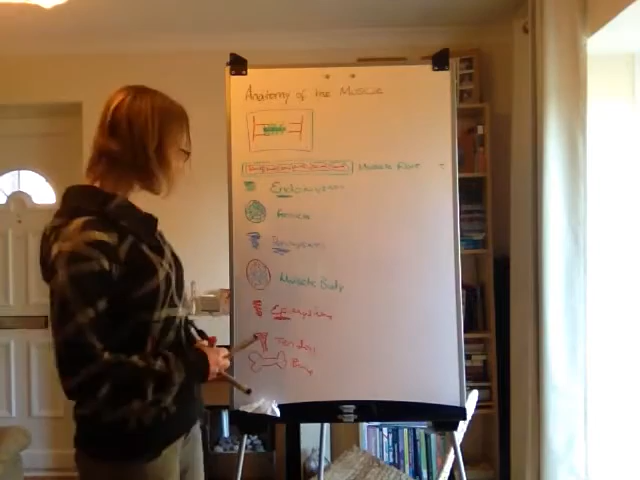 Anatomy of the Muscle
Muscle Fibre
Endomysium
Fascicle
Perimysium
Muscle Body
Epimysium
Tendon
Bone